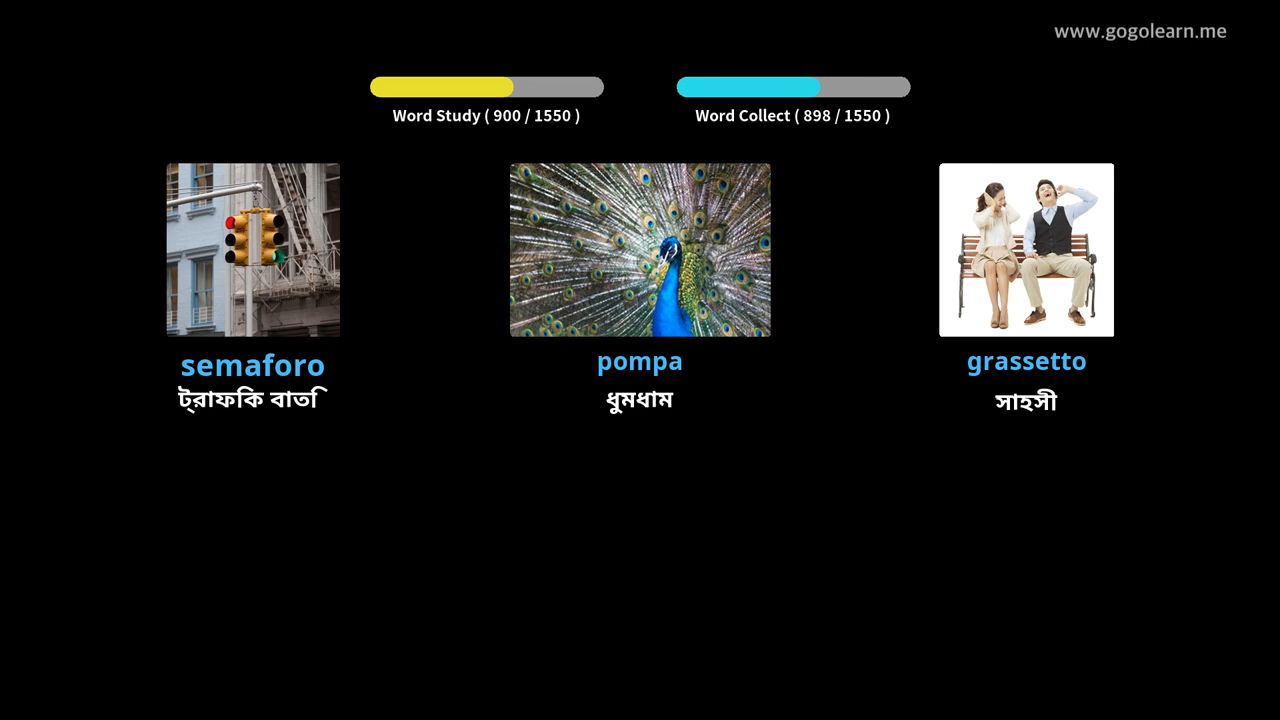 www.gogolearn.me
Word Study ( 900 / 1550 )
Word Collect ( 898 / 1550 )
semaforo
pompa
grassetto
ট্রাফিক বাতি
ধুমধাম
সাহসী